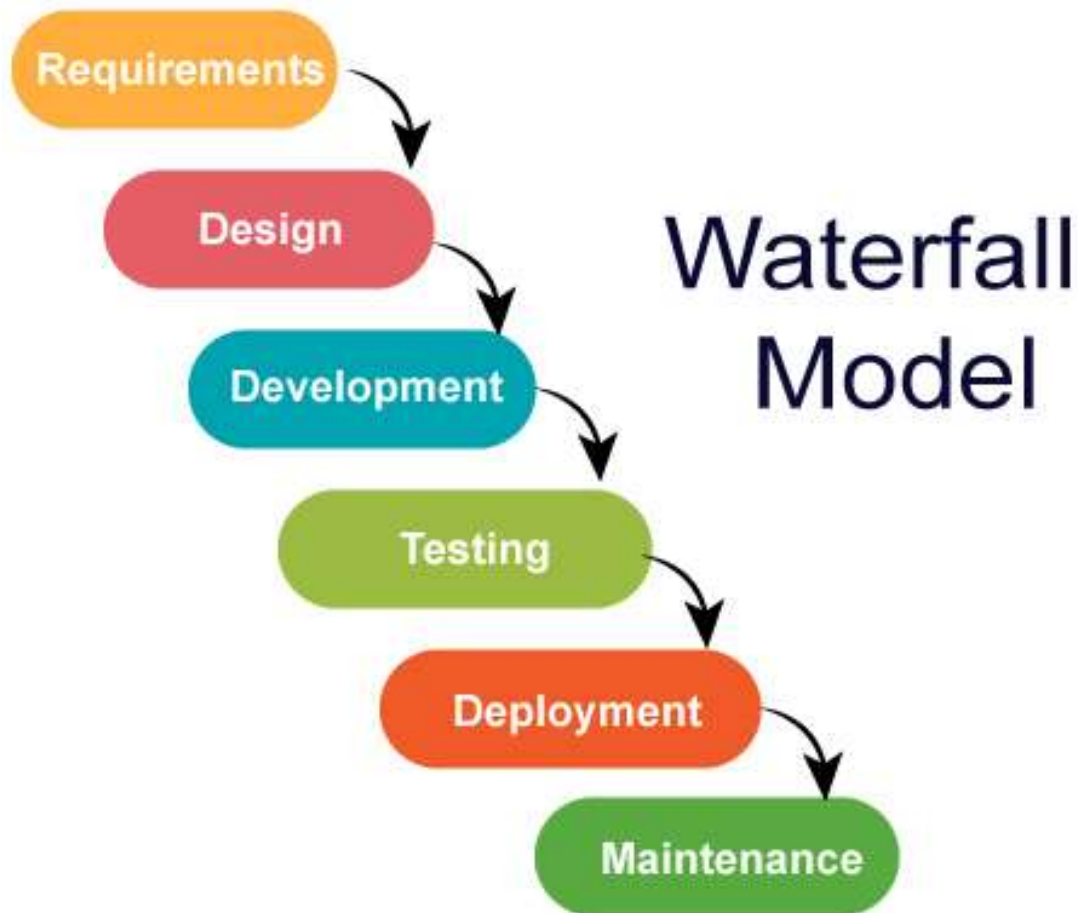 Requirements
Design
Waterfall
Model
Development
Testing
Deployment
Maintenance